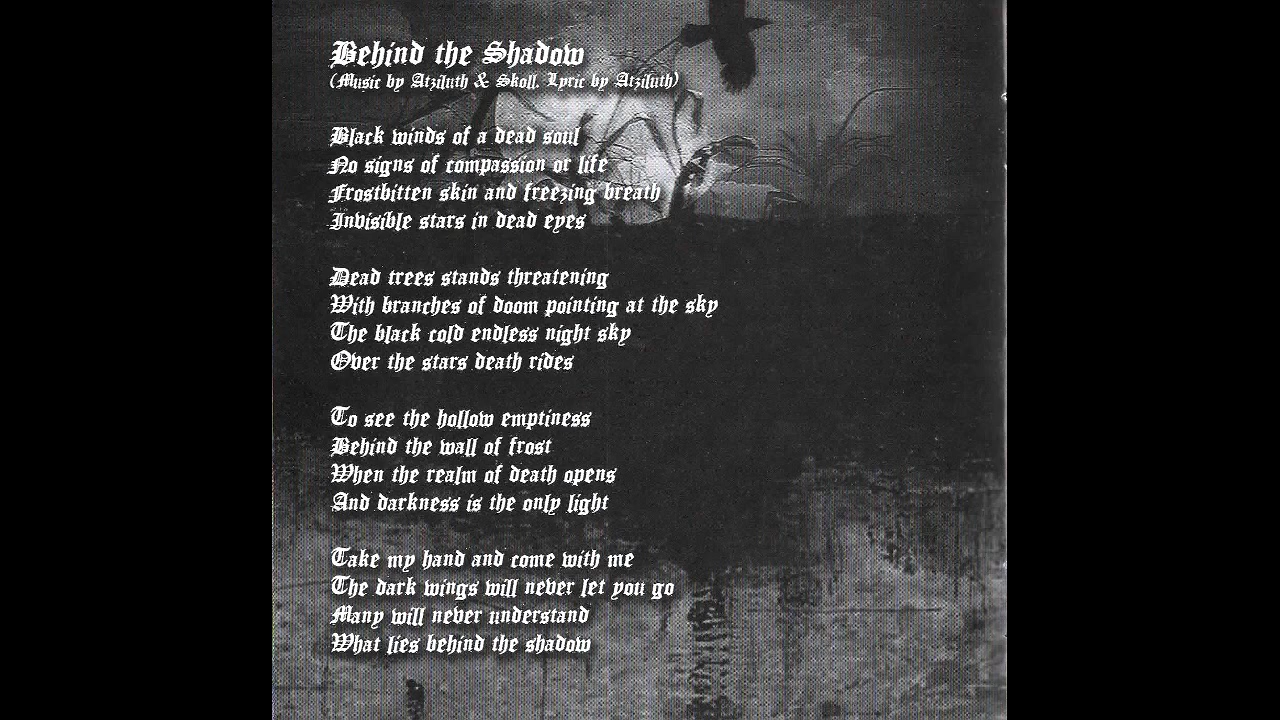 Behind the Shadow
(Music by Atziluth & Skoll. Lyric by Atziluth)
Black winds of a dead soul
No signs of compassion or life
Frostbitten skin and freezing breath
Invisible stars in dead eyes
Dead trees stands threatening
With branches of doom pointing at the sky
The black cold endless night sky
Over the stars death rides
To see the hollow emptiness
Behind the wall of frost
When the realm of death opens
And darkness is the only light
Take my hand and come with me
The dark wings will never let you go
Many will never understand
What lies behind the shadow